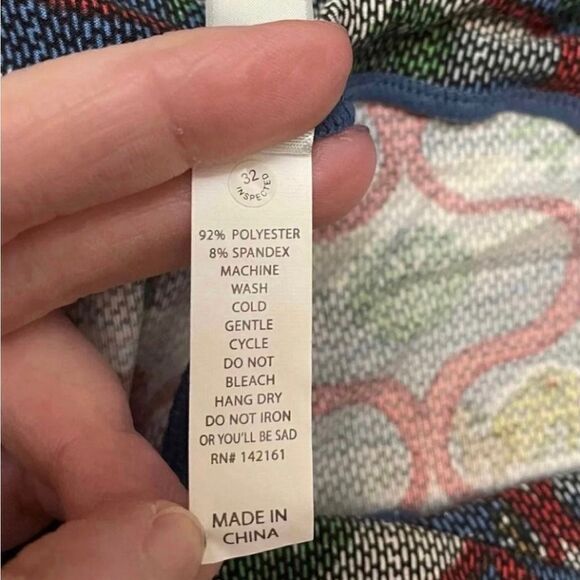 32
INSPECTED
92% POLYESTER
8% SPANDEX
MACHINE
WASH
COLD
GENTLE
CYCLE
DO NOT
BLEACH
HANG DRY
DO NOT IRON
OR YOU'LL BE SAD
RN# 142161
MADE IN
CHINA